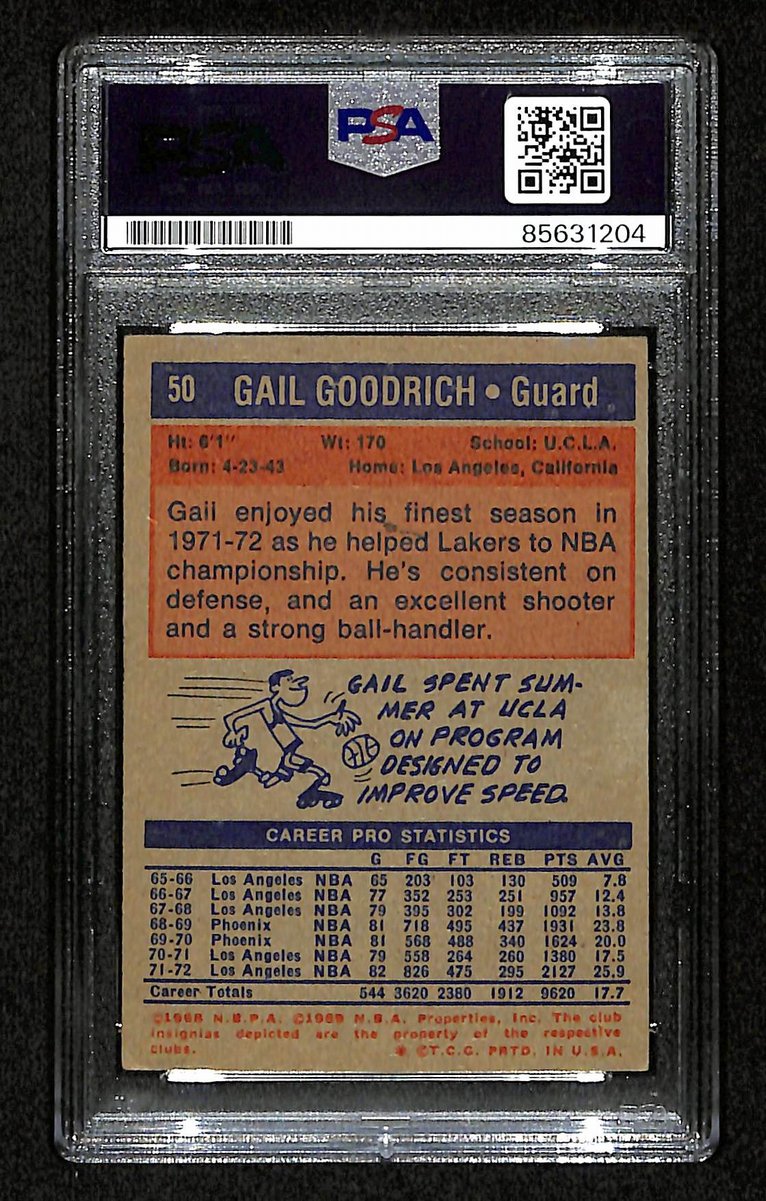 PSA
85631204
50 GAIL GOODRICH • Guard
Ht: 6'1" Wt: 170 School: U.C.L.A.
Born: 4-23-43 Home: Los Angeles, California
Gail enjoyed his finest season in
1971-72 as he helped Lakers to NBA
championship. He's consistent on
defense, and an excellent shooter
and a strong ball-handler.
GAIL SPENT SUM-
MER AT UCLA
ON PROGRAM
DESIGNED TO
IMPROVE SPEED.
CAREER PRO STATISTICS
G FG FT REB PTS AVG
65-66 Los Angeles NBA 65 203 103 130 509 7.8
66-67 Los Angeles NBA 77 352 253 251 957 12.4
67-68 Los Angeles NBA 79 395 302 199 1092 13.8
68-69 Phoenix NBA 81 718 495 437 1931 23.8
69-70 Phoenix NBA 81 568 488 340 1624 20.0
70-71 Los Angeles NBA 79 558 264 260 1380 17.5
71-72 Los Angeles NBA 82 826 475 295 2127 25.9
Career Totals 544 3620 2380 1912 9620 17.7
©1968 N.B.P.A. ©1969 N.B.A. Properties, Inc. The club
insignias depicted are the property of the respective
clubs. * ©T.C.G. PRTD. IN U.S.A.